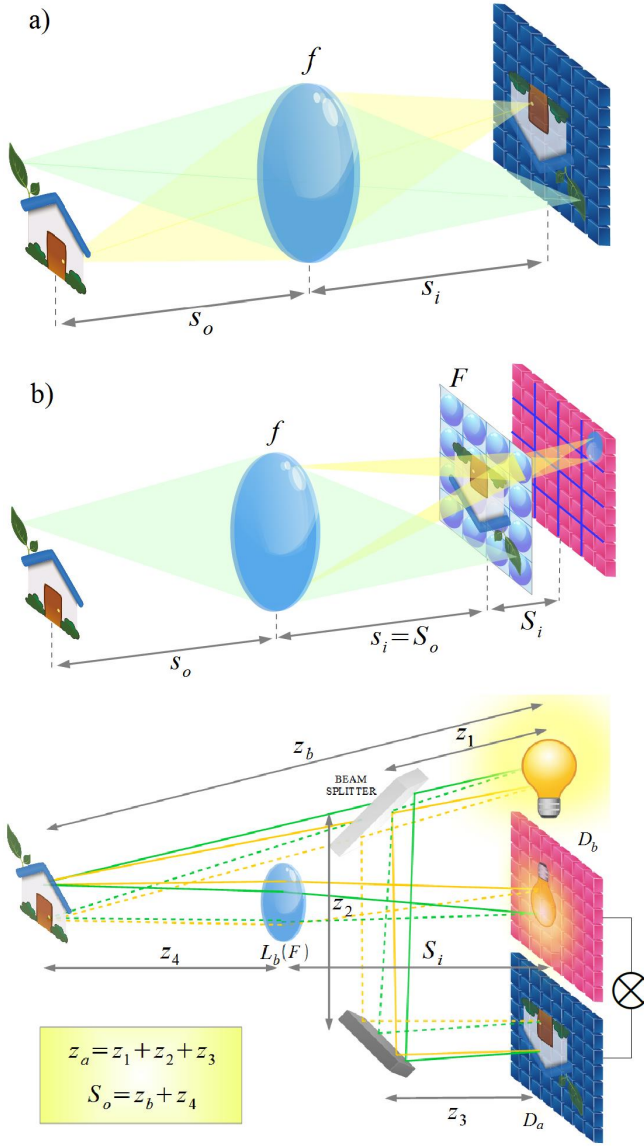 a)
f
s_o
s_i
b)
F
f
s_o
s_i = S_o
S_i
z_b
z_1
BEAM
SPLITTER
D_b
z_2
z_4
L_b(F)
S_i
z_a = z_1 + z_2 + z_3
S_o = z_b + z_4
z_3
D_a